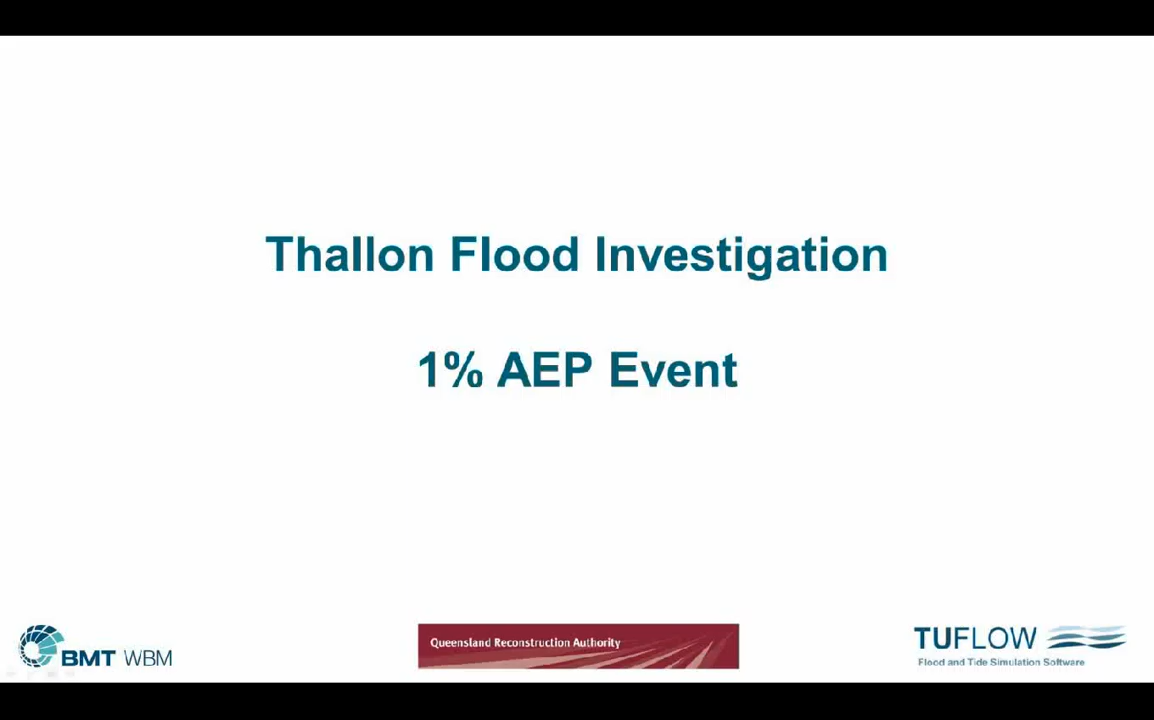 Thallon Flood Investigation
1% AEP Event
BMT WBM
Queensland Reconstruction Authority
TUFLOW
Flood and Tide Simulation Software